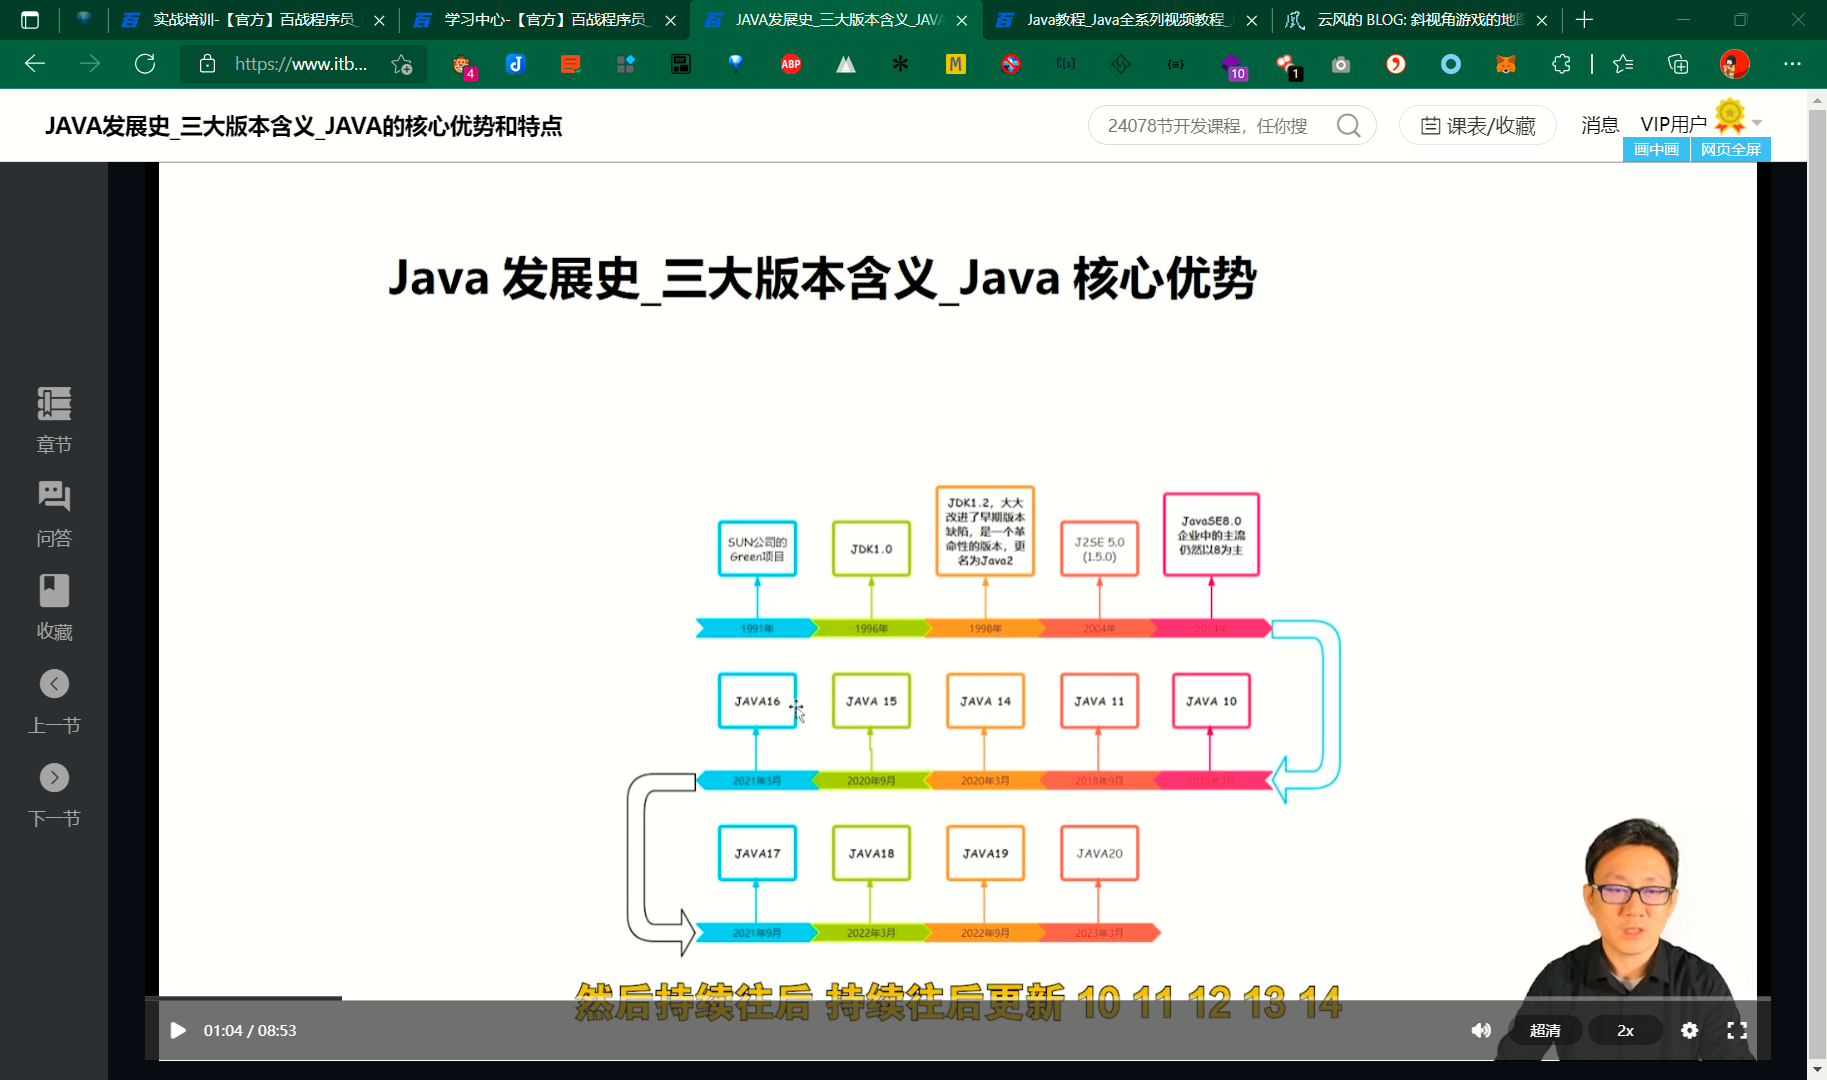 实战培训-【官方】百战程序员_
学习中心-【官方】百战程序员_
JAVA发展史_三大版本含义_JAVA
Java教程_Java全系列视频教程_J
云风的 BLOG: 斜视角游戏的地图
https://www.itb...
4
ABP
M
C[x]
10
1
JAVA发展史_三大版本含义_JAVA的核心优势和特点
24078节开发课程，任你搜
课表/收藏
消息
VIP用户
画中画
网页全屏
Java 发展史_三大版本含义_Java 核心优势
章节
问答
收藏
上一节
下一节
SUN公司的
Green项目
JDK1.0
JDK1.2，大大
改进了早期版本
缺陷，是一个革
命性的版本，更
名为Java2
J2SE 5.0
(1.5.0)
JavaSE8.0
企业中的主流
仍然以8为主
1991年
1996年
1998年
2004年
2014年
JAVA16
JAVA 15
JAVA 14
JAVA 11
JAVA 10
2021年3月
2020年9月
2020年3月
2018年9月
2018年3月
JAVA17
JAVA18
JAVA19
JAVA20
2021年9月
2022年3月
2022年9月
2023年3月
然后持续往后 持续往后更新 10 11 12 13 14
01:04 / 08:53
超清
2x